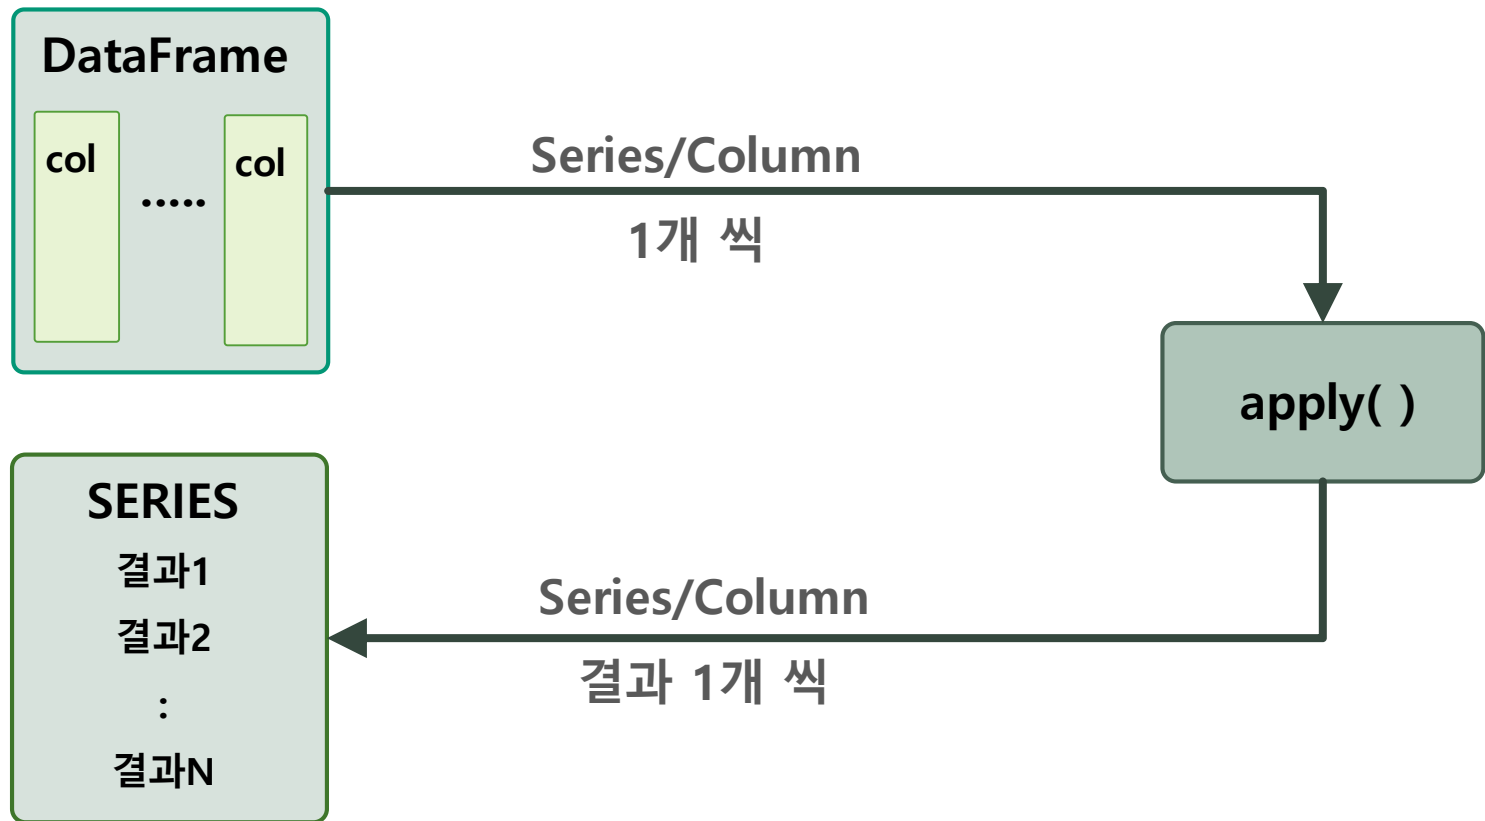 DataFrame
col
.....
col
Series/Column
1개 씩
apply( )
SERIES
결과1
결과2
:
결과N
Series/Column
결과 1개 씩